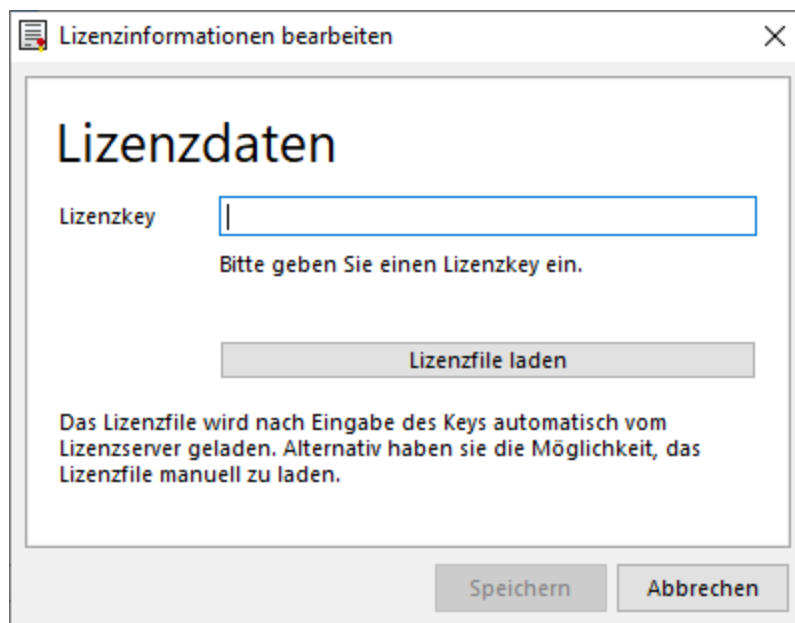 Lizenzinformationen bearbeiten
Lizenzdaten
Lizenzkey
Bitte geben Sie einen Lizenzkey ein.
Lizenzfile laden
Das Lizenzfile wird nach Eingabe des Keys automatisch vom
Lizenzserver geladen. Alternativ haben sie die Möglichkeit, das
Lizenzfile manuell zu laden.
Speichern
Abbrechen